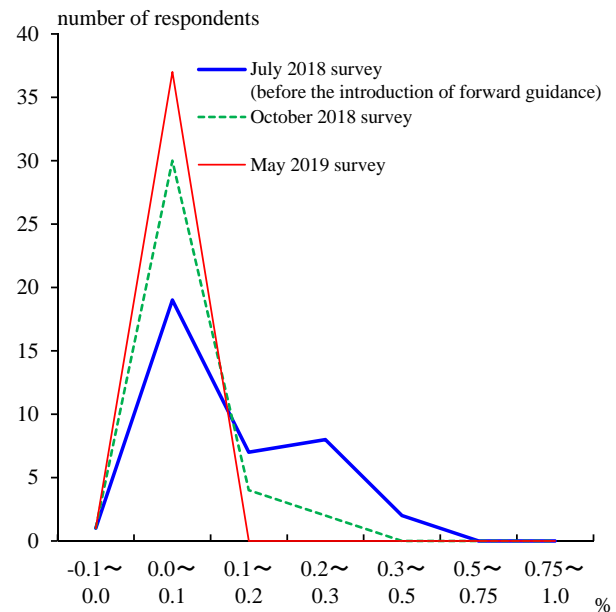 number of respondents
40
35
30
25
20
15
10
5
0
July 2018 survey
(before the introduction of forward guidance)
October 2018 survey
May 2019 survey
-0.1～ 0.0～ 0.1～ 0.2～ 0.3～ 0.5～ 0.75～
0.0 0.1 0.2 0.3 0.5 0.75 1.0 %